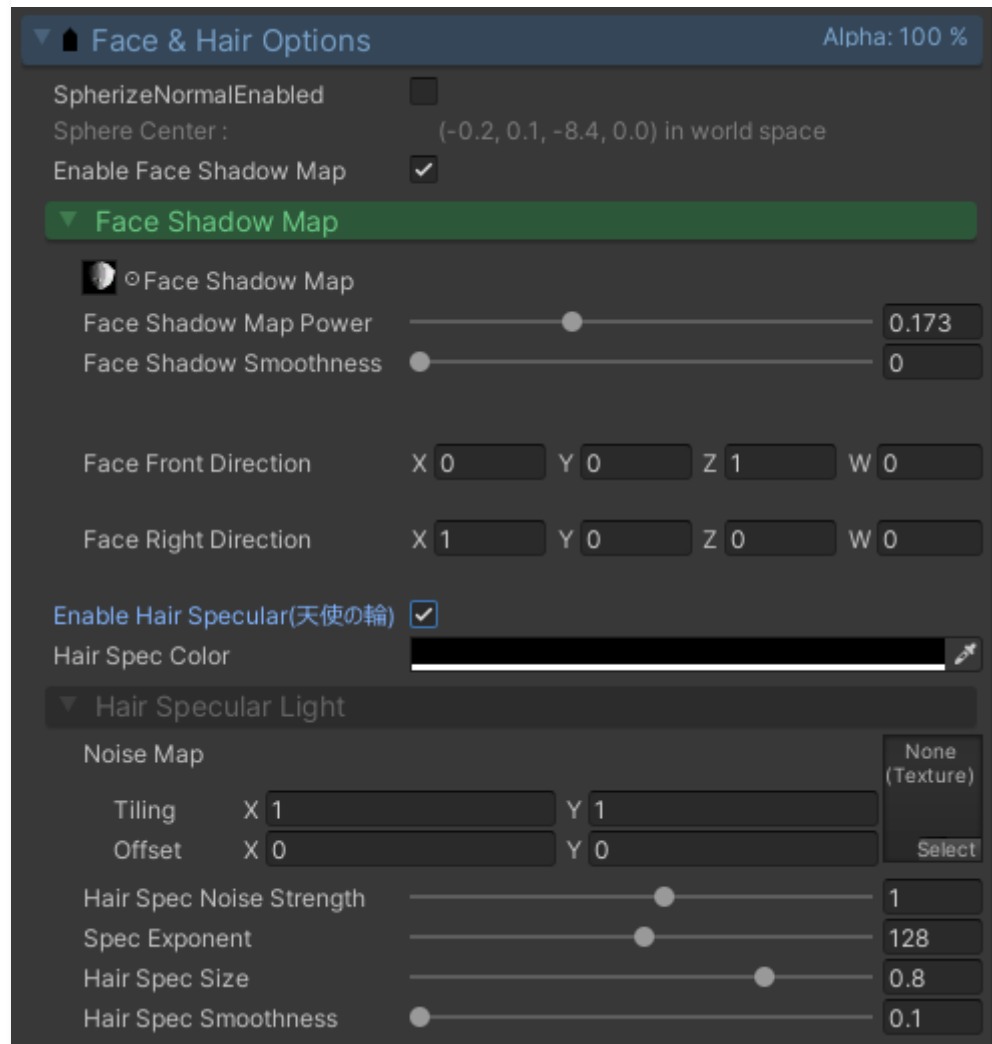 Face & Hair Options Alpha: 100 %
SpherizeNormalEnabled
Sphere Center : (-0.2, 0.1, -8.4, 0.0) in world space
Enable Face Shadow Map
Face Shadow Map
Face Shadow Map
Face Shadow Map Power 0.173
Face Shadow Smoothness 0
Face Front Direction X 0 Y 0 Z 1 W 0
Face Right Direction X 1 Y 0 Z 0 W 0
Enable Hair Specular(天使の輪)
Hair Spec Color
Hair Specular Light
Noise Map None
(Texture)
Tiling X 1 Y 1
Offset X 0 Y 0 Select
Hair Spec Noise Strength 1
Spec Exponent 128
Hair Spec Size 0.8
Hair Spec Smoothness 0.1